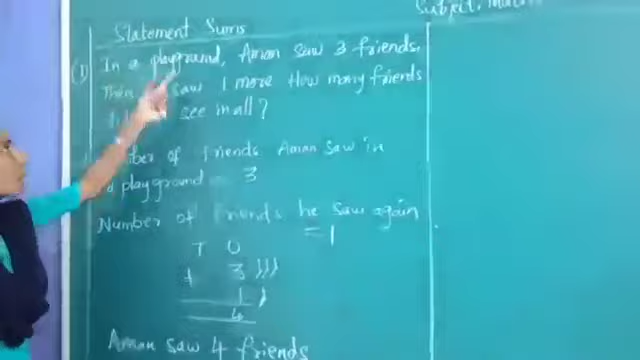 Subject. Maths
Statement Sums
(1) In a playground, Aman saw 3 friends.
Then saw 1 more How many friends
see in all?
Number of friends Aman saw in
a playground = 3
Number of friends he saw again
= 1
T O
+ 3 )))
1 )
4
Aman saw 4 friends